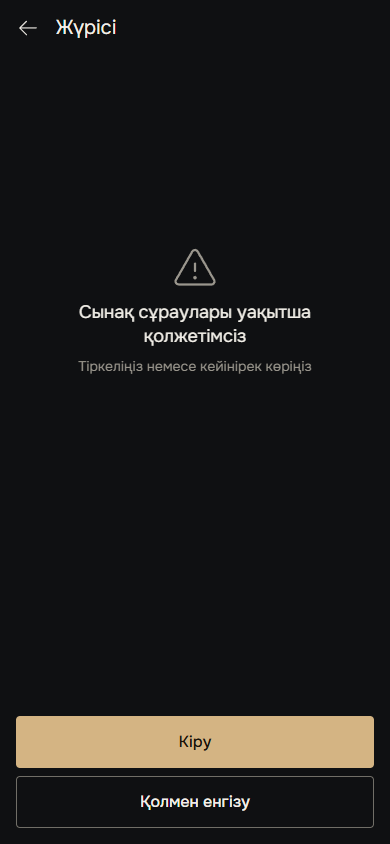 Жүрісі
Сынақ сұраулары уақытша
қолжетімсіз
Тіркеліңіз немесе кейінірек көріңіз
Кіру
Қолмен енгізу